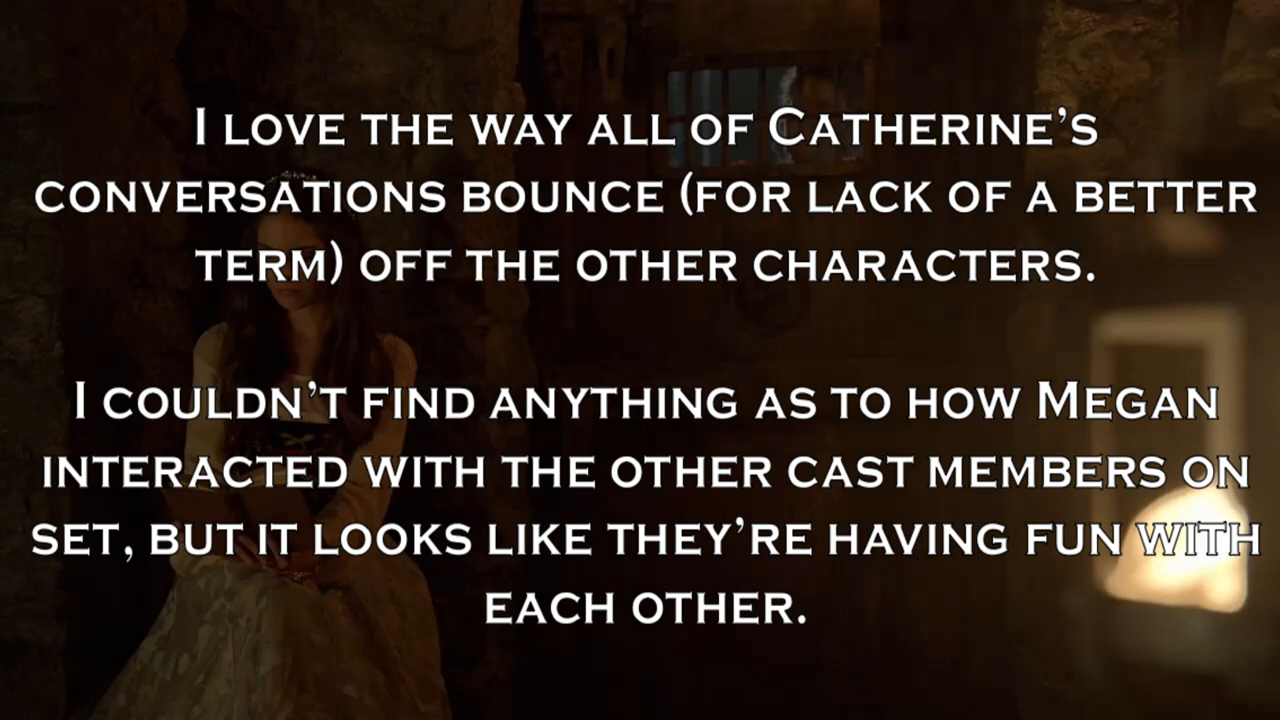 I love the way all of Catherine’s
conversations bounce (for lack of a better
term) off the other characters.
I couldn’t find anything as to how Megan
interacted with the other cast members on
set, but it looks like they’re having fun with
each other.